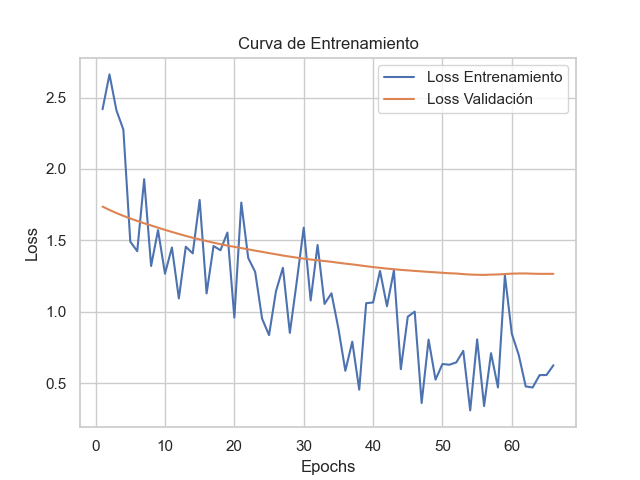 Curva de Entrenamiento
Loss Entrenamiento
Loss Validación
Loss
2.5
2.0
1.5
1.0
0.5
0 10 20 30 40 50 60
Epochs